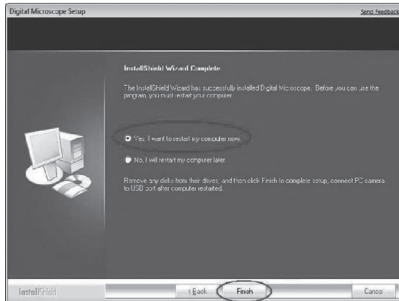 Digital Microscope Setup
Send Feedback
InstallShield Wizard Complete
The InstallShield Wizard has successfully installed Digital Microscope. Before you can use the
program, you must restart your computer.
Yes, I want to restart my computer now.
No, I will restart my computer later.
Remove any disks from their drives, and then click Finish to complete setup, connect PC camera
to USB port after computer restarted.
InstallShield
< Back
Finish
Cancel